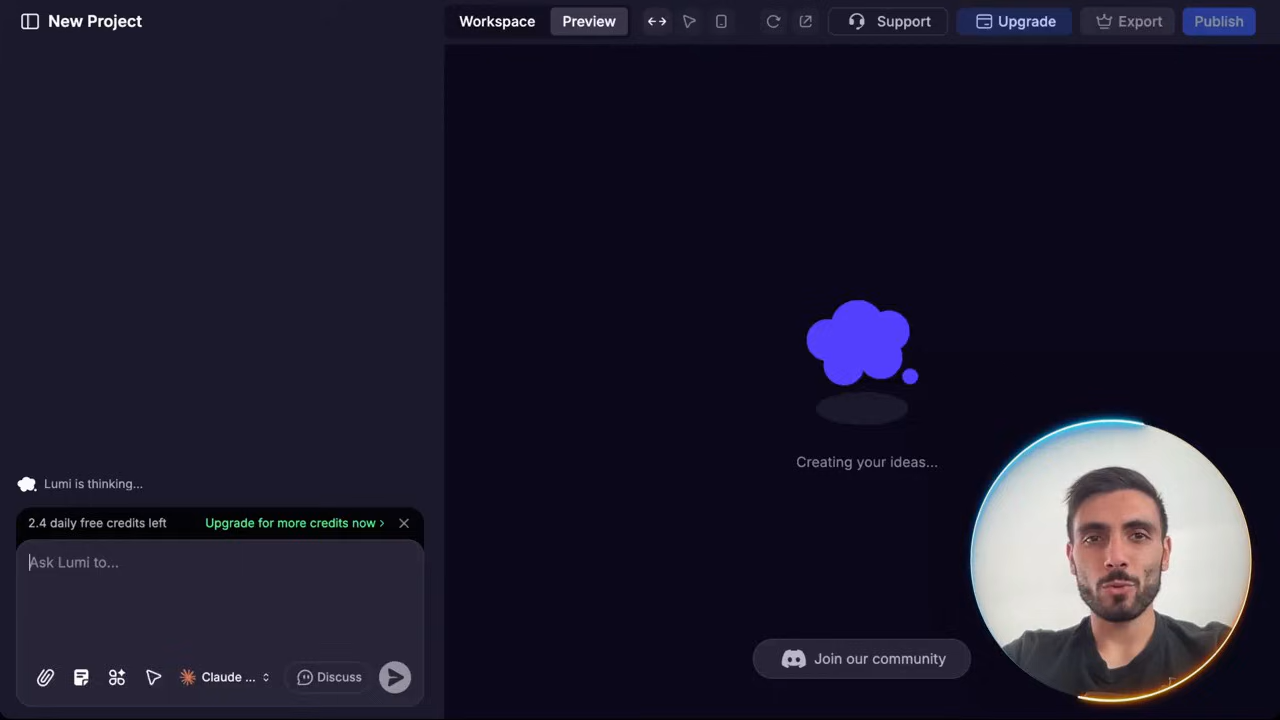 New Project
Workspace
Preview
Support
Upgrade
Export
Publish
Creating your ideas...
Lumi is thinking...
2.4 daily free credits left
Upgrade for more credits now ›
Ask Lumi to...
Claude ...
Discuss
Join our community